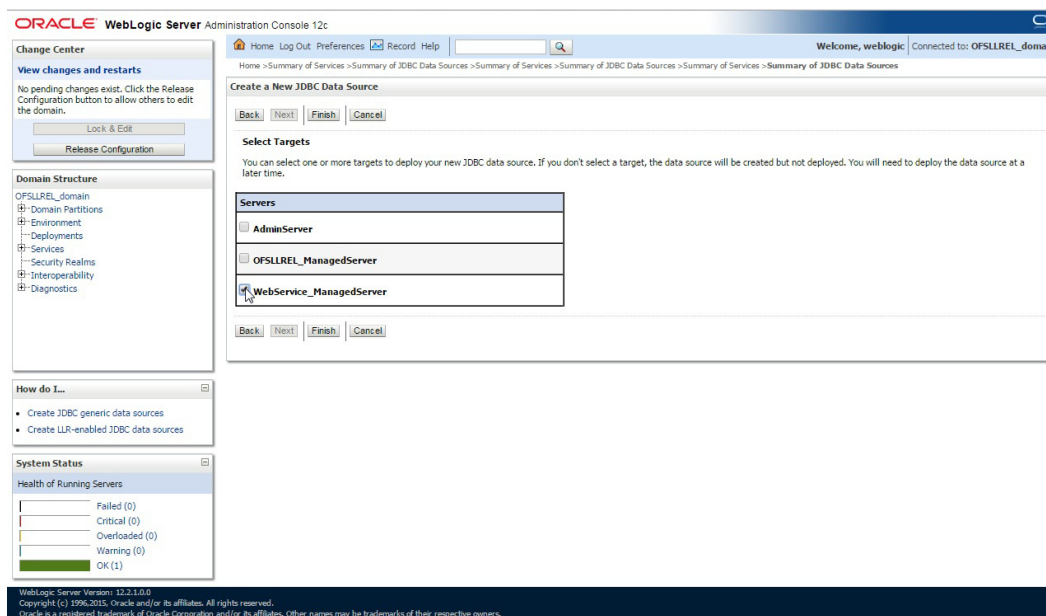 ORACLE WebLogic Server Administration Console 12c
Change Center
View changes and restarts
No pending changes exist. Click the Release
Configuration button to allow others to edit
the domain.
Lock & Edit
Release Configuration
Domain Structure
OFSLLREL_domain
Domain Partitions
Environment
Deployments
Services
Security Realms
Interoperability
Diagnostics
How do I...
Create JDBC generic data sources
Create LLR-enabled JDBC data sources
System Status
Health of Running Servers
Failed (0)
Critical (0)
Overloaded (0)
Warning (0)
OK (1)
Home Log Out Preferences Record Help
Welcome, weblogic Connected to: OFSLLREL_doma
Home >Summary of Services >Summary of JDBC Data Sources >Summary of Services >Summary of JDBC Data Sources >Summary of Services >Summary of JDBC Data Sources
Create a New JDBC Data Source
Back Next Finish Cancel
Select Targets
You can select one or more targets to deploy your new JDBC data source. If you don't select a target, the data source will be created but not deployed. You will need to deploy the data source at a
later time.
Servers
AdminServer
OFSLLREL_ManagedServer
WebService_ManagedServer
Back Next Finish Cancel
WebLogic Server Version: 12.2.1.0.0
Copyright (c) 1996,2015, Oracle and/or its affiliates. All rights reserved.
Oracle is a registered trademark of Oracle Corporation and/or its affiliates. Other names may be trademarks of their respective owners.